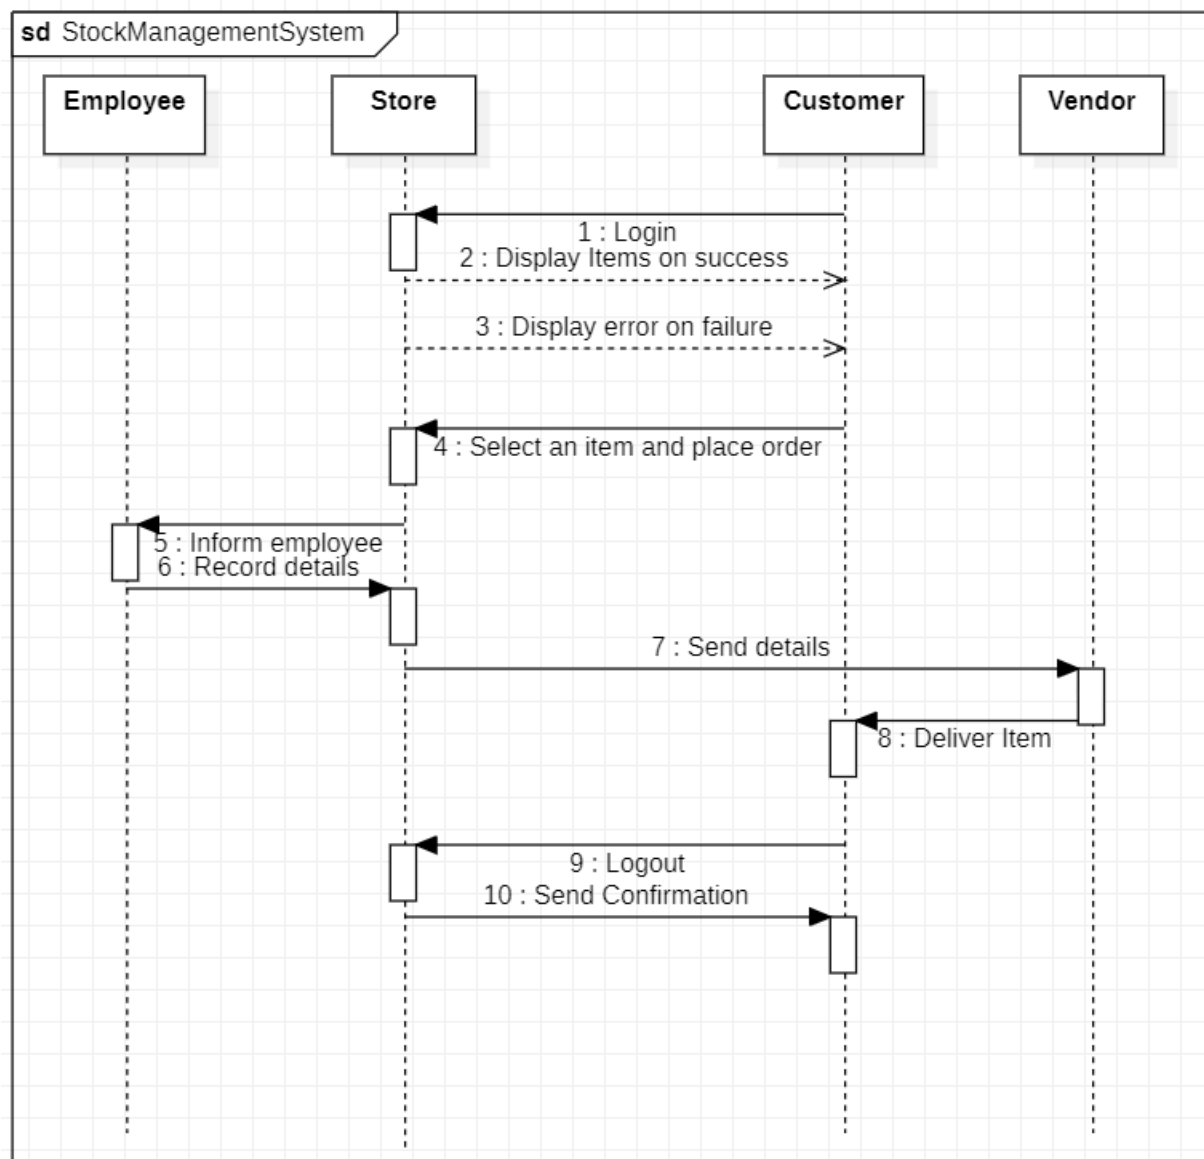 sd StockManagementSystem
Employee
Store
Customer
Vendor
1 : Login
2 : Display Items on success
3 : Display error on failure
4 : Select an item and place order
5 : Inform employee
6 : Record details
7 : Send details
8 : Deliver Item
9 : Logout
10 : Send Confirmation